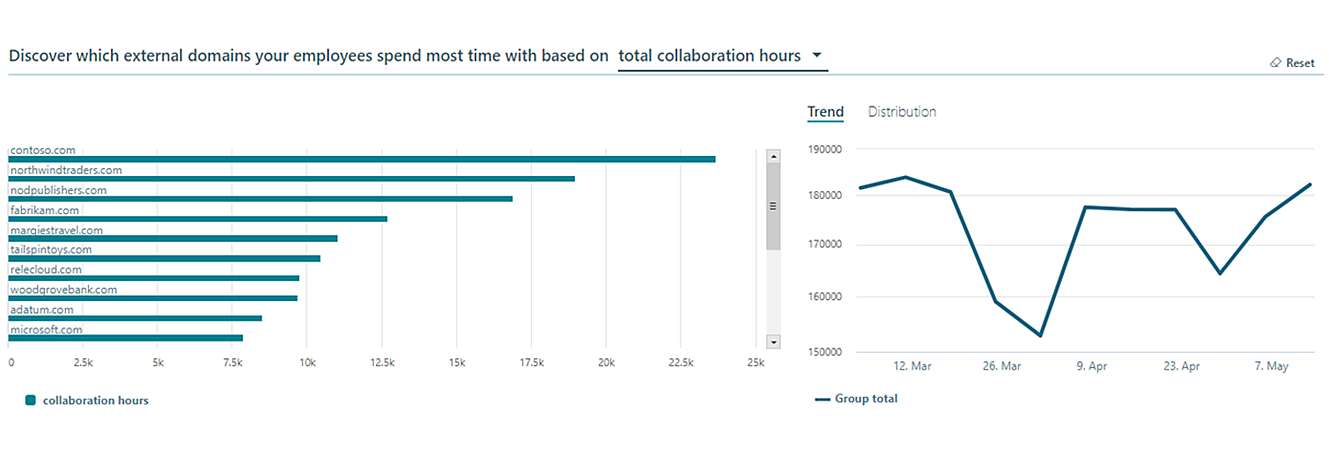 Discover which external domains your employees spend most time with based on total collaboration hours
Reset
Trend Distribution
contoso.com
northwindtraders.com
nodpublishers.com
fabrikam.com
margiestravel.com
tailspintoys.com
relecloud.com
woodgrovebank.com
adatum.com
microsoft.com
0 2.5k 5k 7.5k 10k 12.5k 15k 17.5k 20k 22.5k 25k
collaboration hours
190000
180000
170000
160000
150000
12. Mar 26. Mar 9. Apr 23. Apr 7. May
Group total